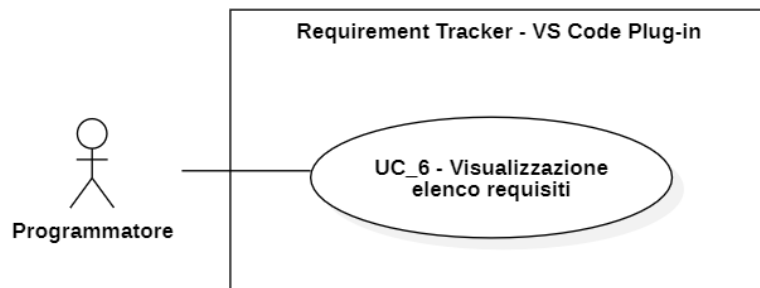 Requirement Tracker - VS Code Plug-in
UC_6 - Visualizzazione
elenco requisiti
Programmatore